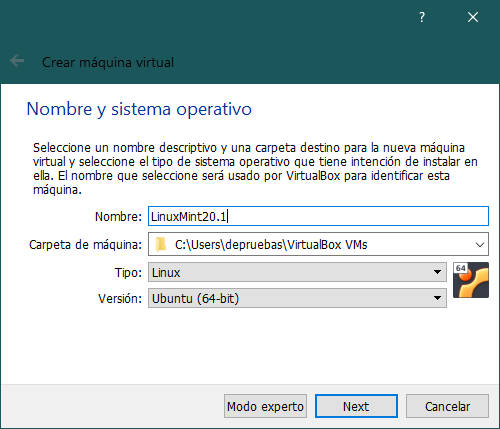 ?
Crear máquina virtual
Nombre y sistema operativo
Seleccione un nombre descriptivo y una carpeta destino para la nueva máquina
virtual y seleccione el tipo de sistema operativo que tiene intención de instalar en
ella. El nombre que seleccione será usado por VirtualBox para identificar esta
máquina.
Nombre: LinuxMint20.1
Carpeta de máquina: C:\Users\depruebas\VirtualBox VMs
Tipo: Linux
64
Versión: Ubuntu (64-bit)
Modo experto Next Cancelar